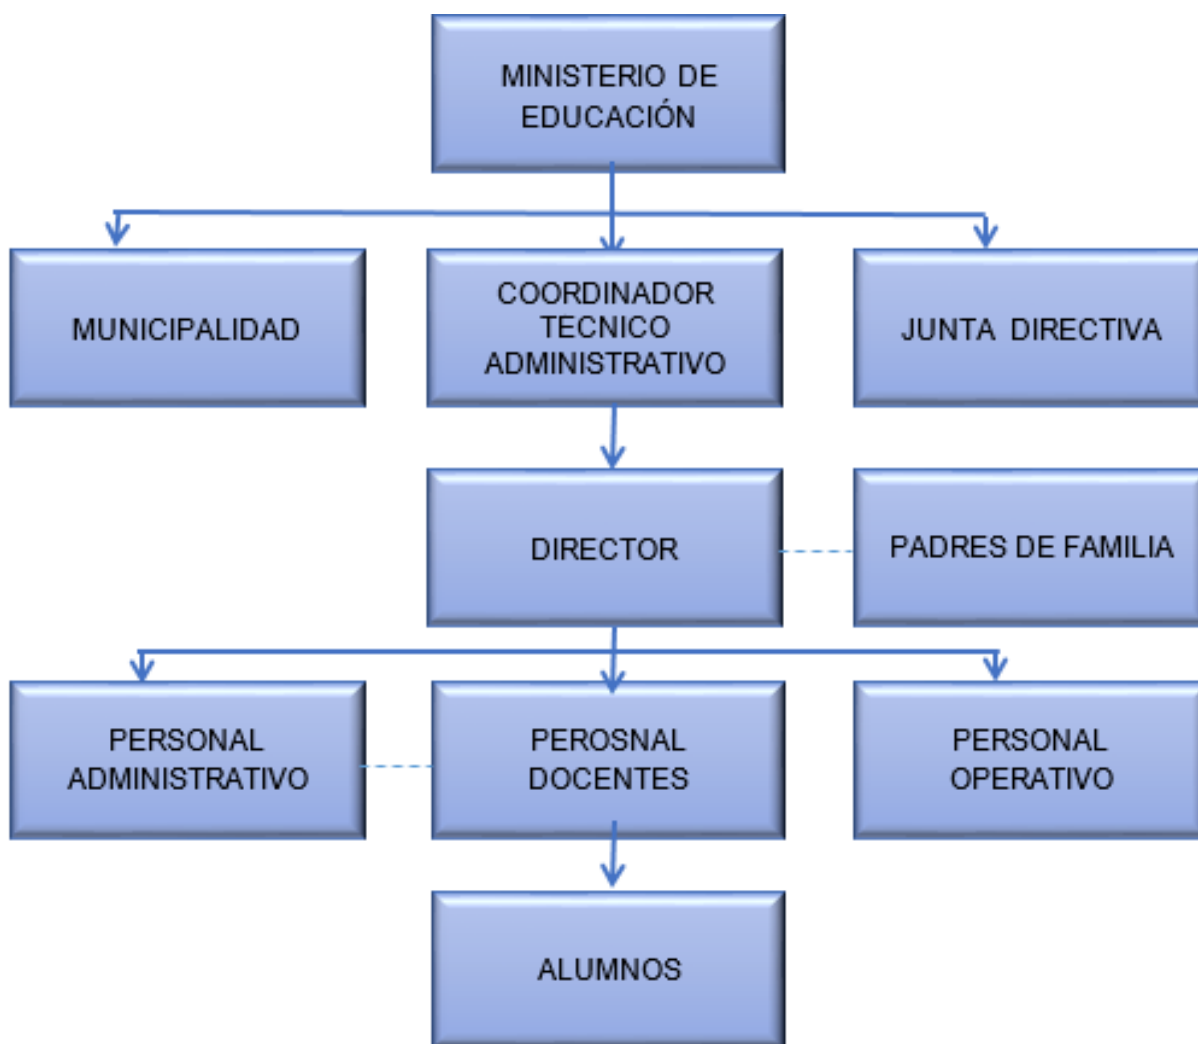 MINISTERIO DE
EDUCACIÓN
MUNICIPALIDAD
COORDINADOR
TECNICO
ADMINISTRATIVO
JUNTA DIRECTIVA
DIRECTOR
PADRES DE FAMILIA
PERSONAL
ADMINISTRATIVO
PEROSNAL
DOCENTES
PERSONAL
OPERATIVO
ALUMNOS